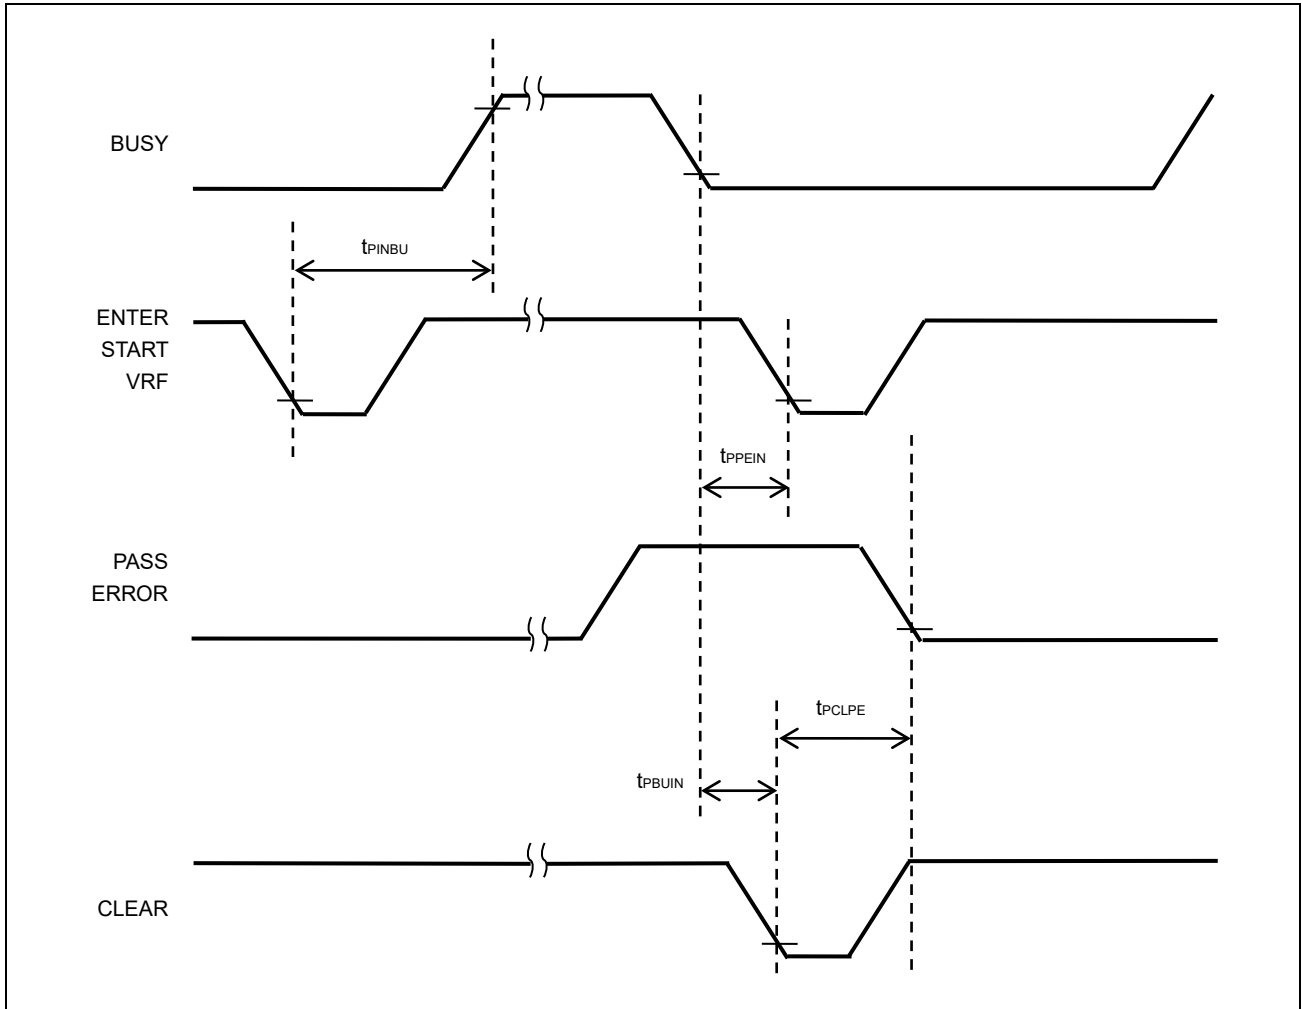 BUSY
tPINBU
ENTER
START
VRF
tPPEIN
PASS
ERROR
tPCLPE
tPBUIN
CLEAR